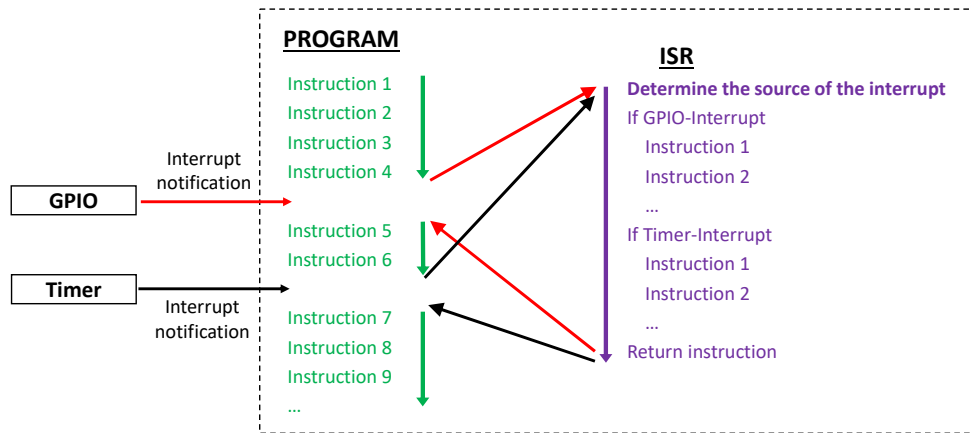 PROGRAM
Instruction 1
Instruction 2
Instruction 3
Instruction 4
Interrupt
notification
GPIO
Instruction 5
Instruction 6
Timer
Interrupt
notification
Instruction 7
Instruction 8
Instruction 9
...
ISR
Determine the source of the interrupt
If GPIO-Interrupt
Instruction 1
Instruction 2
...
If Timer-Interrupt
Instruction 1
Instruction 2
...
Return instruction